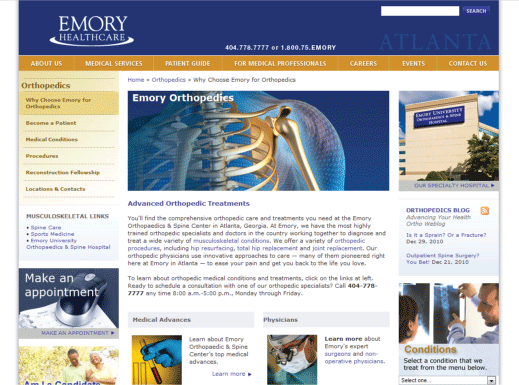 EMORY
HEALTHCARE
404.778.7777 or 1.800.75.EMORY
SEARCH
ATLANTA
ABOUT US
MEDICAL SERVICES
PATIENT GUIDE
FOR MEDICAL PROFESSIONALS
CAREERS
EVENTS
CONTACT US
Orthopedics
Why Choose Emory for
Orthopedics
Become a Patient
Medical Conditions
Procedures
Reconstruction Fellowship
Locations & Contacts
MUSCULOSKELETAL LINKS
• Spine Care
• Sports Medicine
• Emory University
Orthopaedics & Spine Hospital
Make an
appointment
MAKE AN APPOINTMENT ▶
Am I a Candidate
Home » Orthopedics » Why Choose Emory for Orthopedics
Emory Orthopedics
Advanced Orthopedic Treatments
You'll find the comprehensive orthopedic care and treatments you need at the Emory
Orthopaedics & Spine Center in Atlanta, Georgia. At Emory, we have the most highly
trained orthopedic specialists and doctors in the country working together to diagnose and
treat a wide variety of musculoskeletal conditions. We offer a variety of orthopedic
procedures, including hip resurfacing, total hip replacement and joint replacement. Our
orthopedic physicians use innovative approaches to care — many of them pioneered right
here at Emory in Atlanta — to ease your pain and get you back to the life you love.
To learn about orthopedic medical conditions and treatments, click on the links at left.
Ready to schedule a consultation with one of our orthopedic specialists? Call 404-778-
7777 any time 8:00 a.m.-5:00 p.m., Monday through Friday.
Medical Advances
Learn about Emory
Orthopaedic & Spine
Center's top medical
advances.
Learn more ▶
Physicians
Learn more about
Emory's expert
surgeons and non-
operative physicians.
EMORY UNIVERSITY
ORTHOPAEDICS & SPINE
HOSPITAL
OUR SPECIALTY HOSPITAL ▶
ORTHOPEDICS BLOG
Advancing Your Health
Ortho Weblog
Is it a Sprain? Or a Fracture?
Dec 29, 2010
Outpatient Spine Surgery?
You Bet! Dec 21, 2010
Conditions
Select a condition that we
treat from the menu below.
Select one...